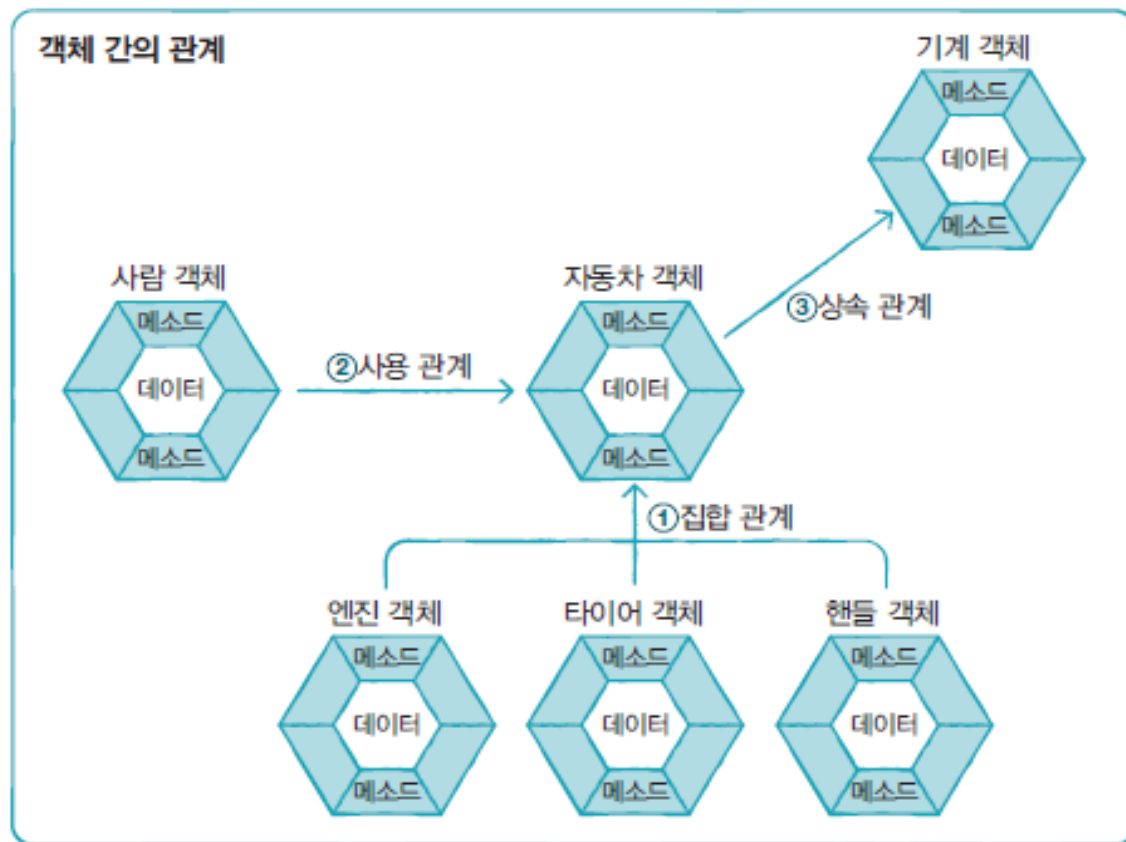 객체 간의 관계
기계 객체
메소드
데이터
메소드
사람 객체
메소드
데이터
메소드
②사용 관계
자동차 객체
메소드
데이터
메소드
③상속 관계
①집합 관계
엔진 객체
메소드
데이터
메소드
타이어 객체
메소드
데이터
메소드
핸들 객체
메소드
데이터
메소드